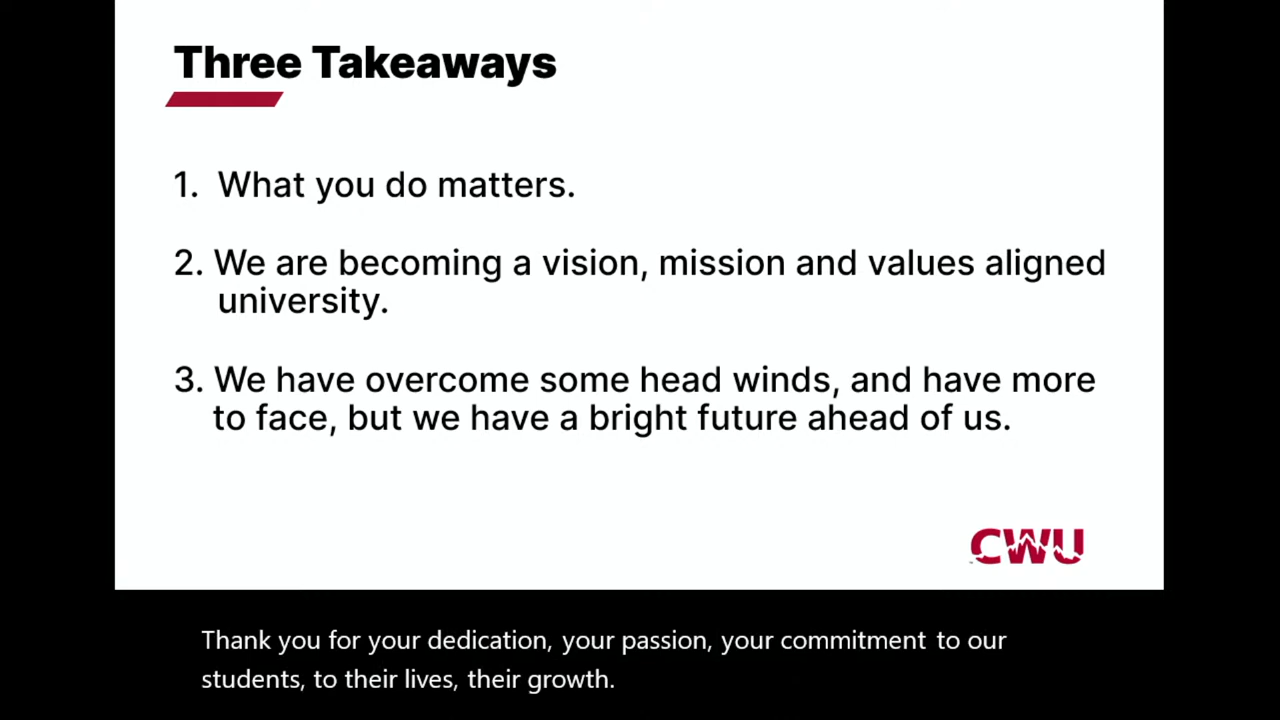 Three Takeaways
1. What you do matters.
2. We are becoming a vision, mission and values aligned
university.
3. We have overcome some head winds, and have more
to face, but we have a bright future ahead of us.
CWU
Thank you for your dedication, your passion, your commitment to our
students, to their lives, their growth.